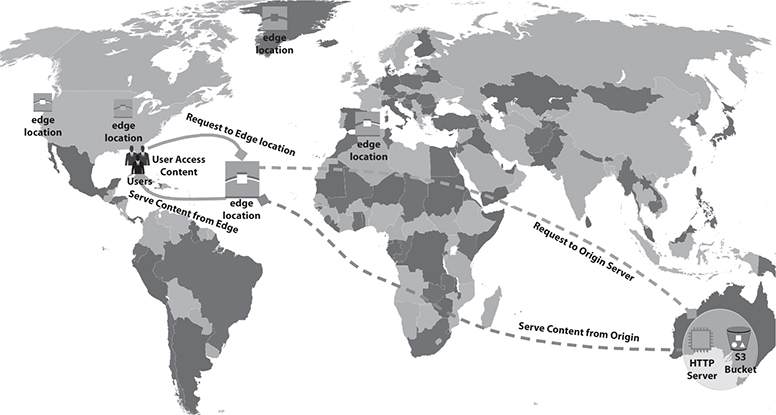 edge
location
edge
location
edge
location
Request to Edge location
edge
location
User Access
Content
Users
Serve Content from Edge
edge
location
Request to Origin Server
Serve Content from Origin
HTTP
Server
S3
Bucket